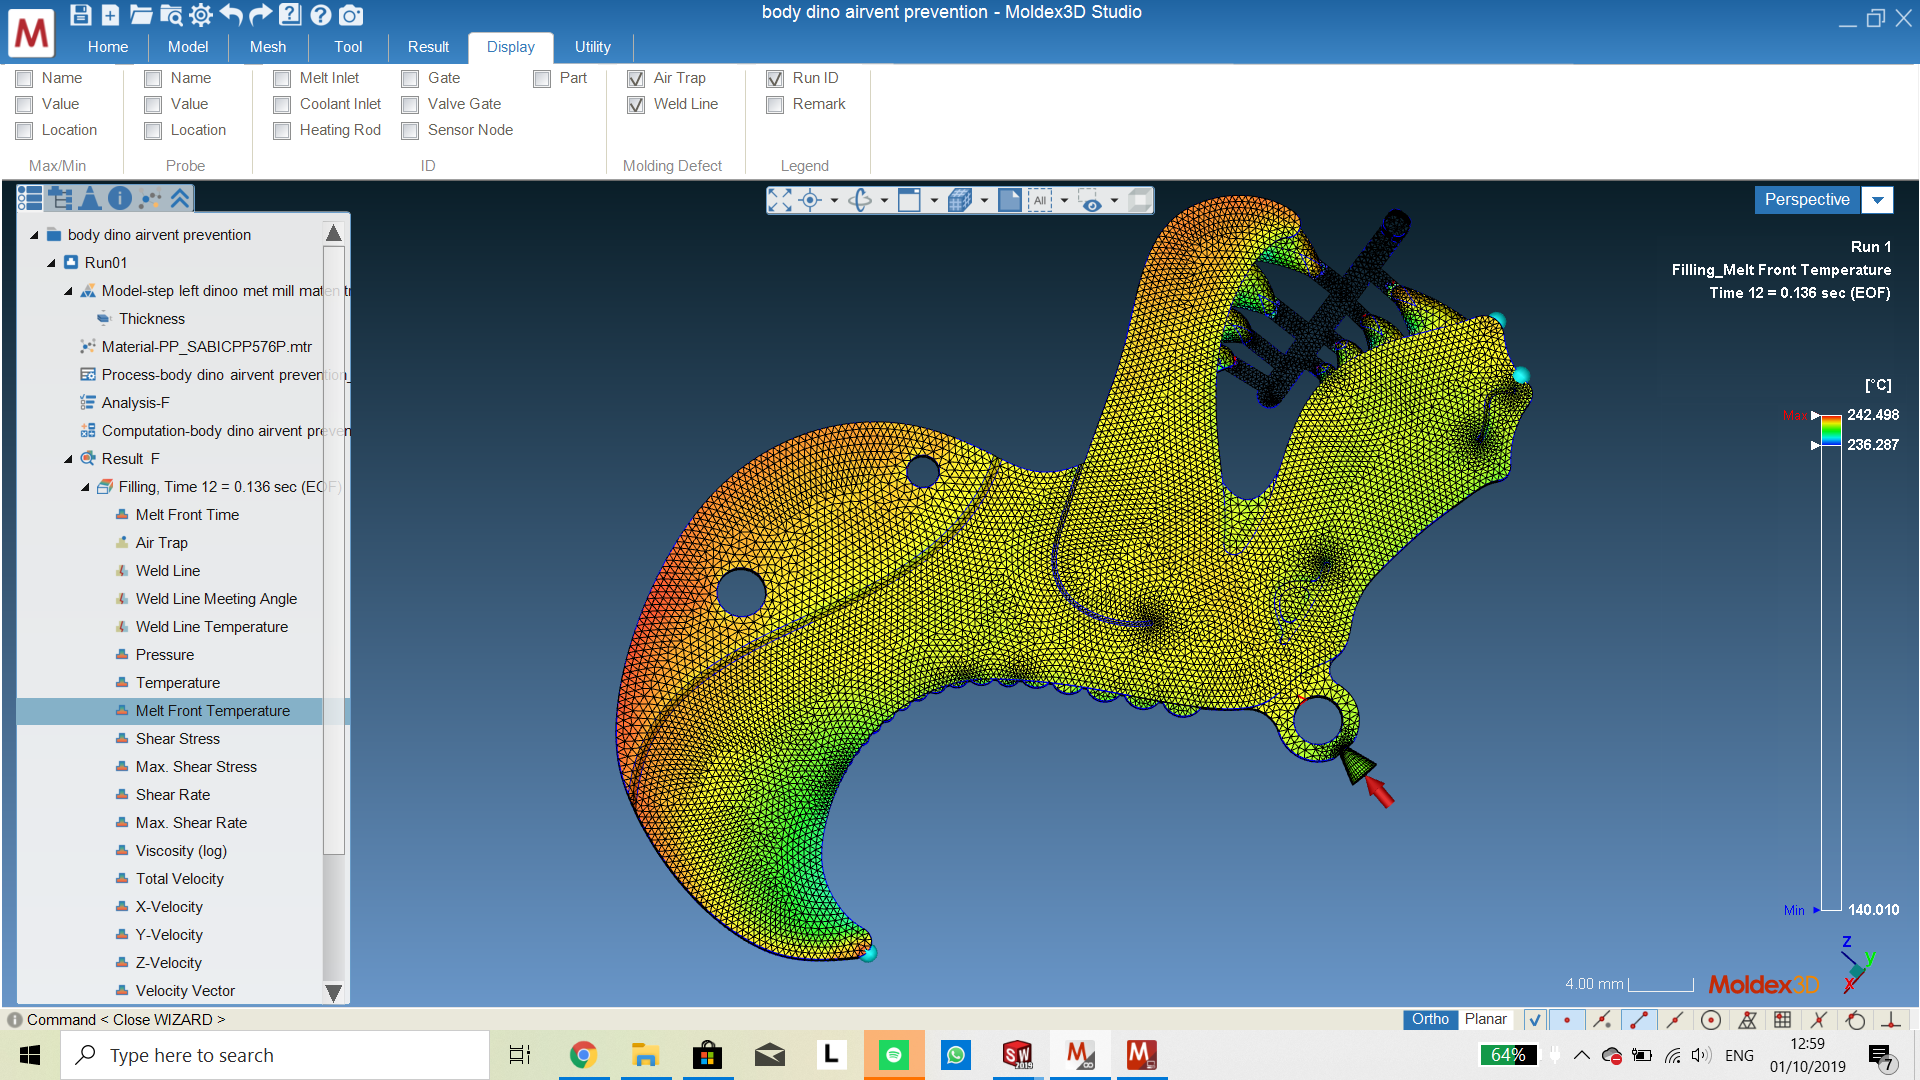 body dino airvent prevention - Moldex3D Studio
M
Home Model Mesh Tool Result Display Utility
Name Name Melt Inlet Gate Part Air Trap Run ID
Value Value Coolant Inlet Valve Gate Weld Line Remark
Location Location Heating Rod Sensor Node
Max/Min Probe ID Molding Defect Legend
All
Perspective
body dino airvent prevention
Run01
Model-step left dinoo met mill maten tr
Thickness
Material-PP_SABICPP576P.mtr
Process-body dino airvent prevention_
Analysis-F
Computation-body dino airvent preven
Result F
Filling, Time 12 = 0.136 sec (EOF)
Melt Front Time
Air Trap
Weld Line
Weld Line Meeting Angle
Weld Line Temperature
Pressure
Temperature
Melt Front Temperature
Shear Stress
Max. Shear Stress
Shear Rate
Max. Shear Rate
Viscosity (log)
Total Velocity
X-Velocity
Y-Velocity
Z-Velocity
Velocity Vector
Run 1
Filling_Melt Front Temperature
Time 12 = 0.136 sec (EOF)
[°C]
Max 242.498
236.287
Min 140.010
Z
y
X
4.00 mm
Moldex3D
Command < Close WIZARD >
Ortho Planar
Type here to search
L
SW
2019
M
M
64%
ENG
12:59
01/10/2019
7